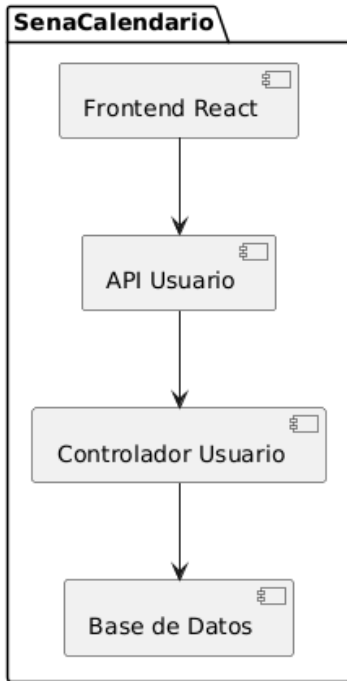 SenaCalendario
Frontend React
API Usuario
Controlador Usuario
Base de Datos